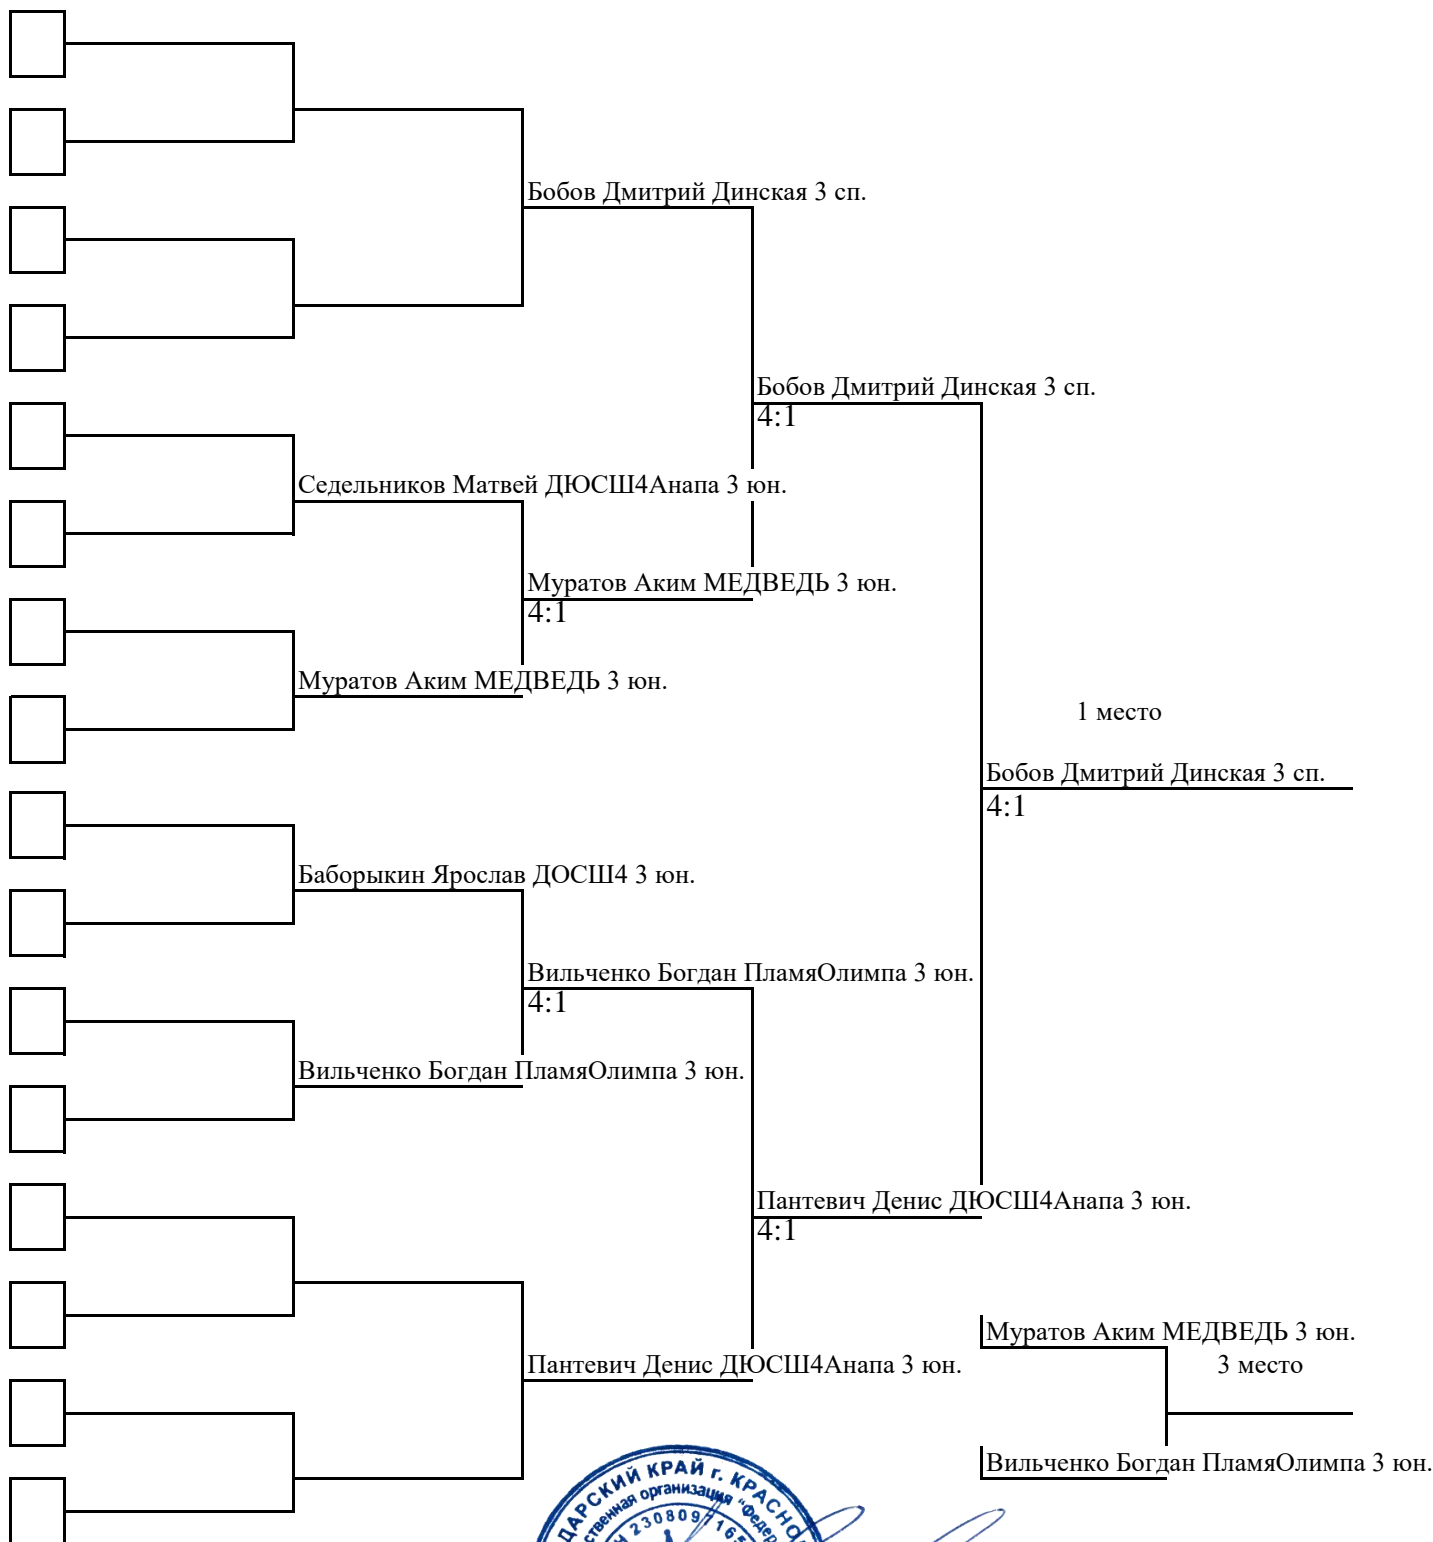 Бобов Дмитрий Динская 3 сп.
Бобов Дмитрий Динская 3 сп.
4:1
Седельников Матвей ДЮСШ4Анапа 3 юн.
Муратов Аким МЕДВЕДЬ 3 юн.
4:1
Муратов Аким МЕДВЕДЬ 3 юн.
1 место
Бобов Дмитрий Динская 3 сп.
4:1
Баборыкин Ярослав ДОСШ4 3 юн.
Вильченко Богдан ПламяОлимпа 3 юн.
4:1
Вильченко Богдан ПламяОлимпа 3 юн.
Пантевич Денис ДЮСШ4Анапа 3 юн.
4:1
Муратов Аким МЕДВЕДЬ 3 юн.
Пантевич Денис ДЮСШ4Анапа 3 юн.
3 место
Вильченко Богдан ПламяОлимпа 3 юн.
КРАЙ г.
организация